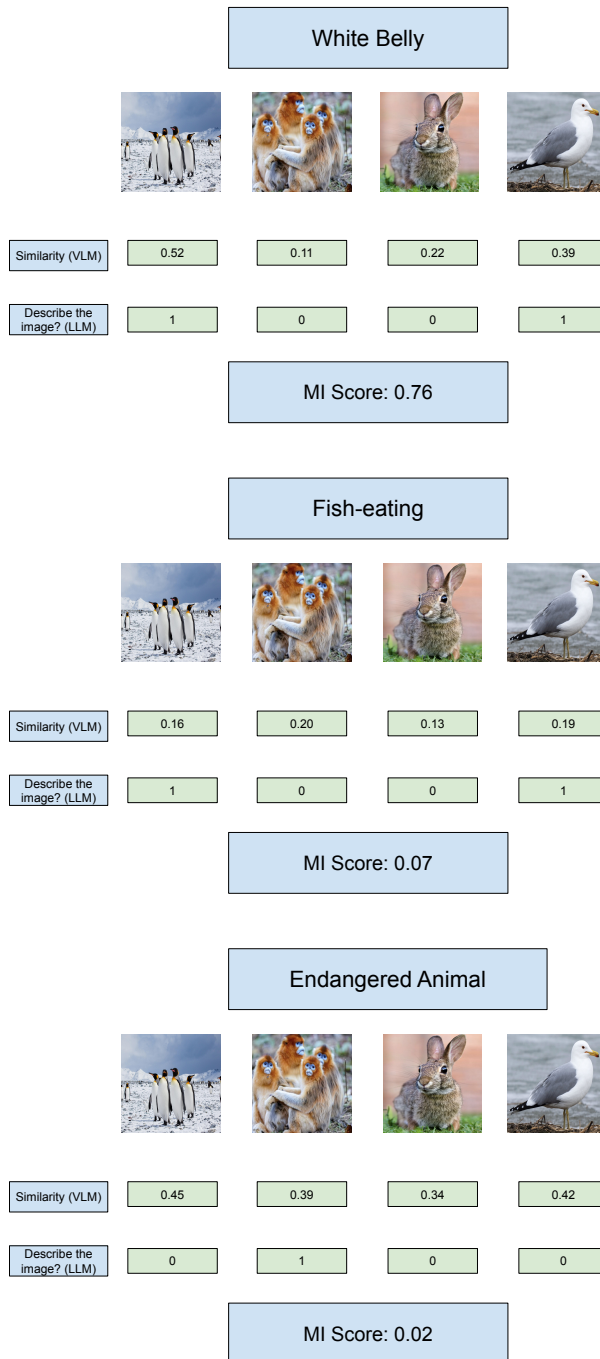 White Belly
Similarity (VLM) 0.52 0.11 0.22 0.39
Describe the
image? (LLM) 1 0 0 1
MI Score: 0.76
Fish-eating
Similarity (VLM) 0.16 0.20 0.13 0.19
Describe the
image? (LLM) 1 0 0 1
MI Score: 0.07
Endangered Animal
Similarity (VLM) 0.45 0.39 0.34 0.42
Describe the
image? (LLM) 0 1 0 0
MI Score: 0.02